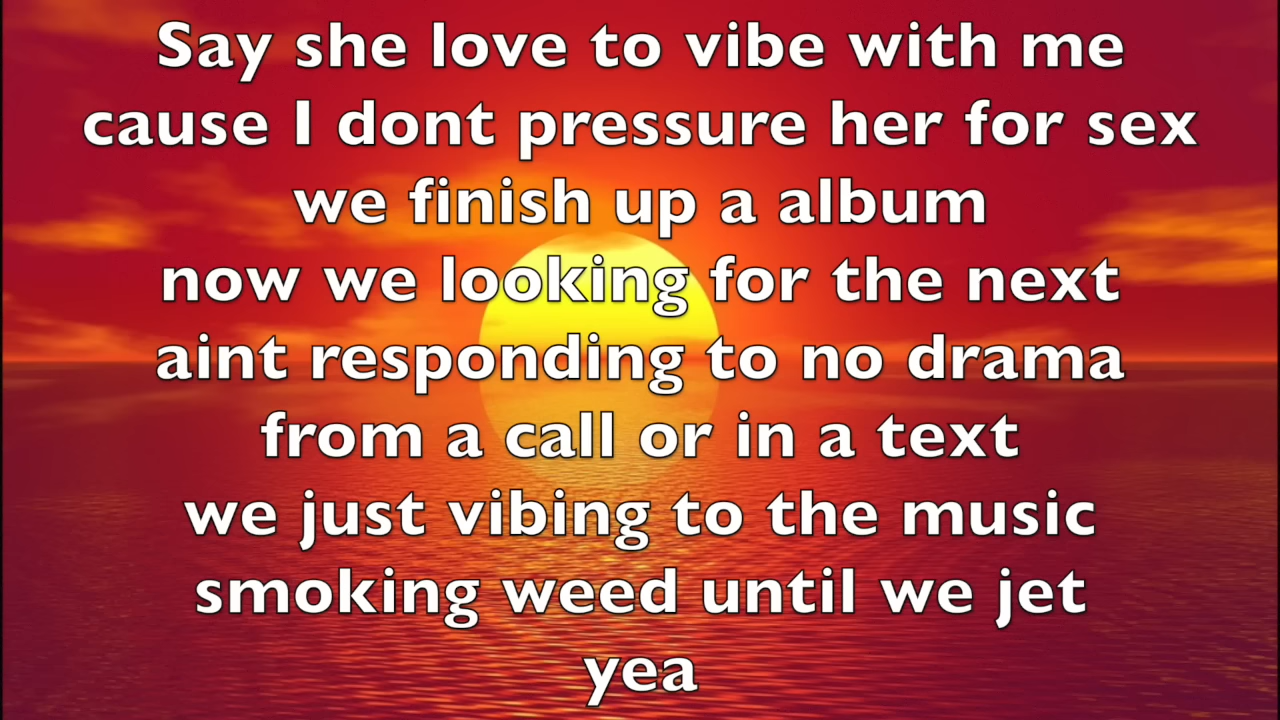 Say she love to vibe with me
cause I dont pressure her for sex
we finish up a album
now we looking for the next
aint responding to no drama
from a call or in a text
we just vibing to the music
smoking weed until we jet
yea